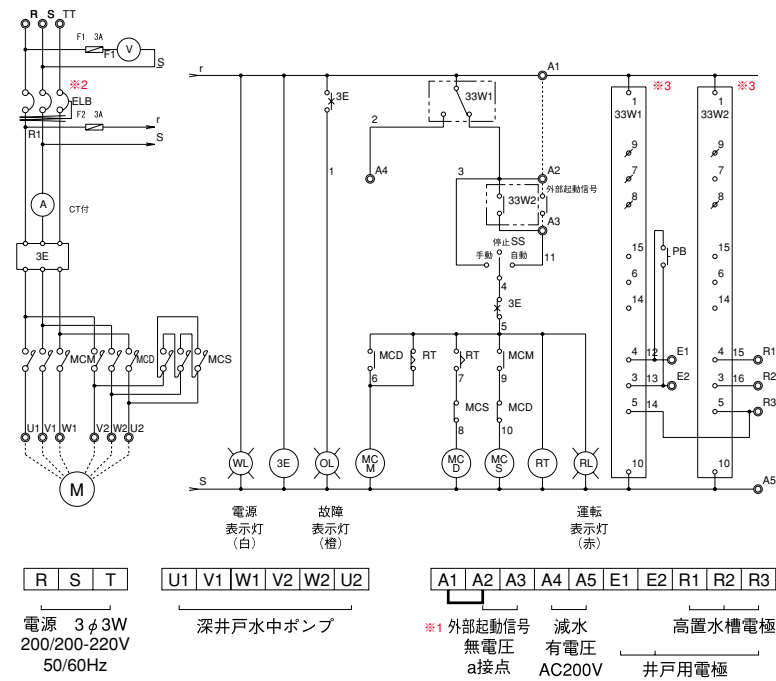 R S T T
F1 3A
F1
V
S
※2
ELB
F2 3A
r
R1
S
A
CT付
3E
MCM
MCD
MCS
U1 V1 W1 V2 W2 U2
M
r
A1
3E
33W1
2
1
A4
3
A2
外部起動信号
33W2
A3
停止 SS
手動 自動
11
4
3E
5
MCD RT RT MCM
6 7 9
MCS MCD
8 10
WL 3E OL MC M MC D MC S RT RL
S
A5
電源
表示灯
(白)
故障
表示灯
(橙)
運転
表示灯
(赤)
※3
1
33W1
9
7
8
15
6
14
4 12 E1
3 13 E2
5 14
10
PB
※3
1
33W2
9
7
8
15
6
14
4 15 R1
3 16 R2
5 R3
10
R S T
電源 3φ3W
200/200-220V
50/60Hz
U1 V1 W1 V2 W2 U2
深井戸水中ポンプ
A1 A2 A3 A4 A5 E1 E2 R1 R2 R3
※1 外部起動信号
無電圧
a接点
減水
有電圧
AC200V
高置水槽電極
井戸用電極